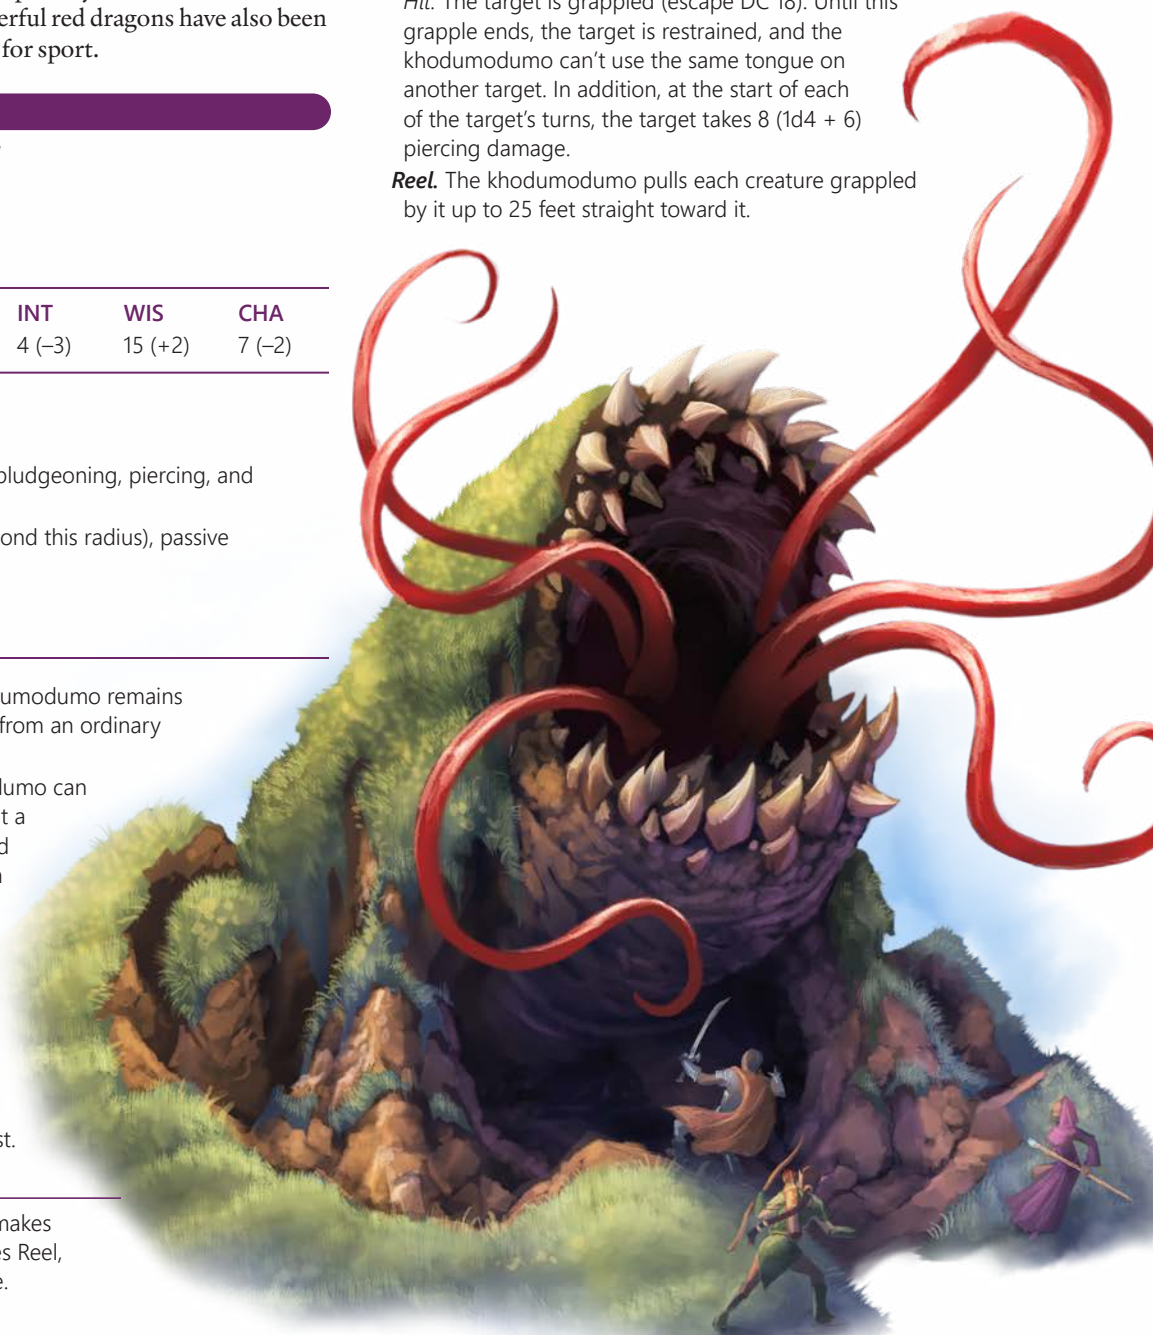 erful red dragons have also been
for sport.
INT WIS CHA
4 (–3) 15 (+2) 7 (–2)
bludgeoning, piercing, and
ond this radius), passive
umodumo remains
from an ordinary
dumo can
t a
st.
makes
es Reel,
e.
Hit: The target is grappled (escape DC 18). Until this
grapple ends, the target is restrained, and the
khodumodumo can’t use the same tongue on
another target. In addition, at the start of each
of the target’s turns, the target takes 8 (1d4 + 6)
piercing damage.
Reel. The khodumodumo pulls each creature grappled
by it up to 25 feet straight toward it.